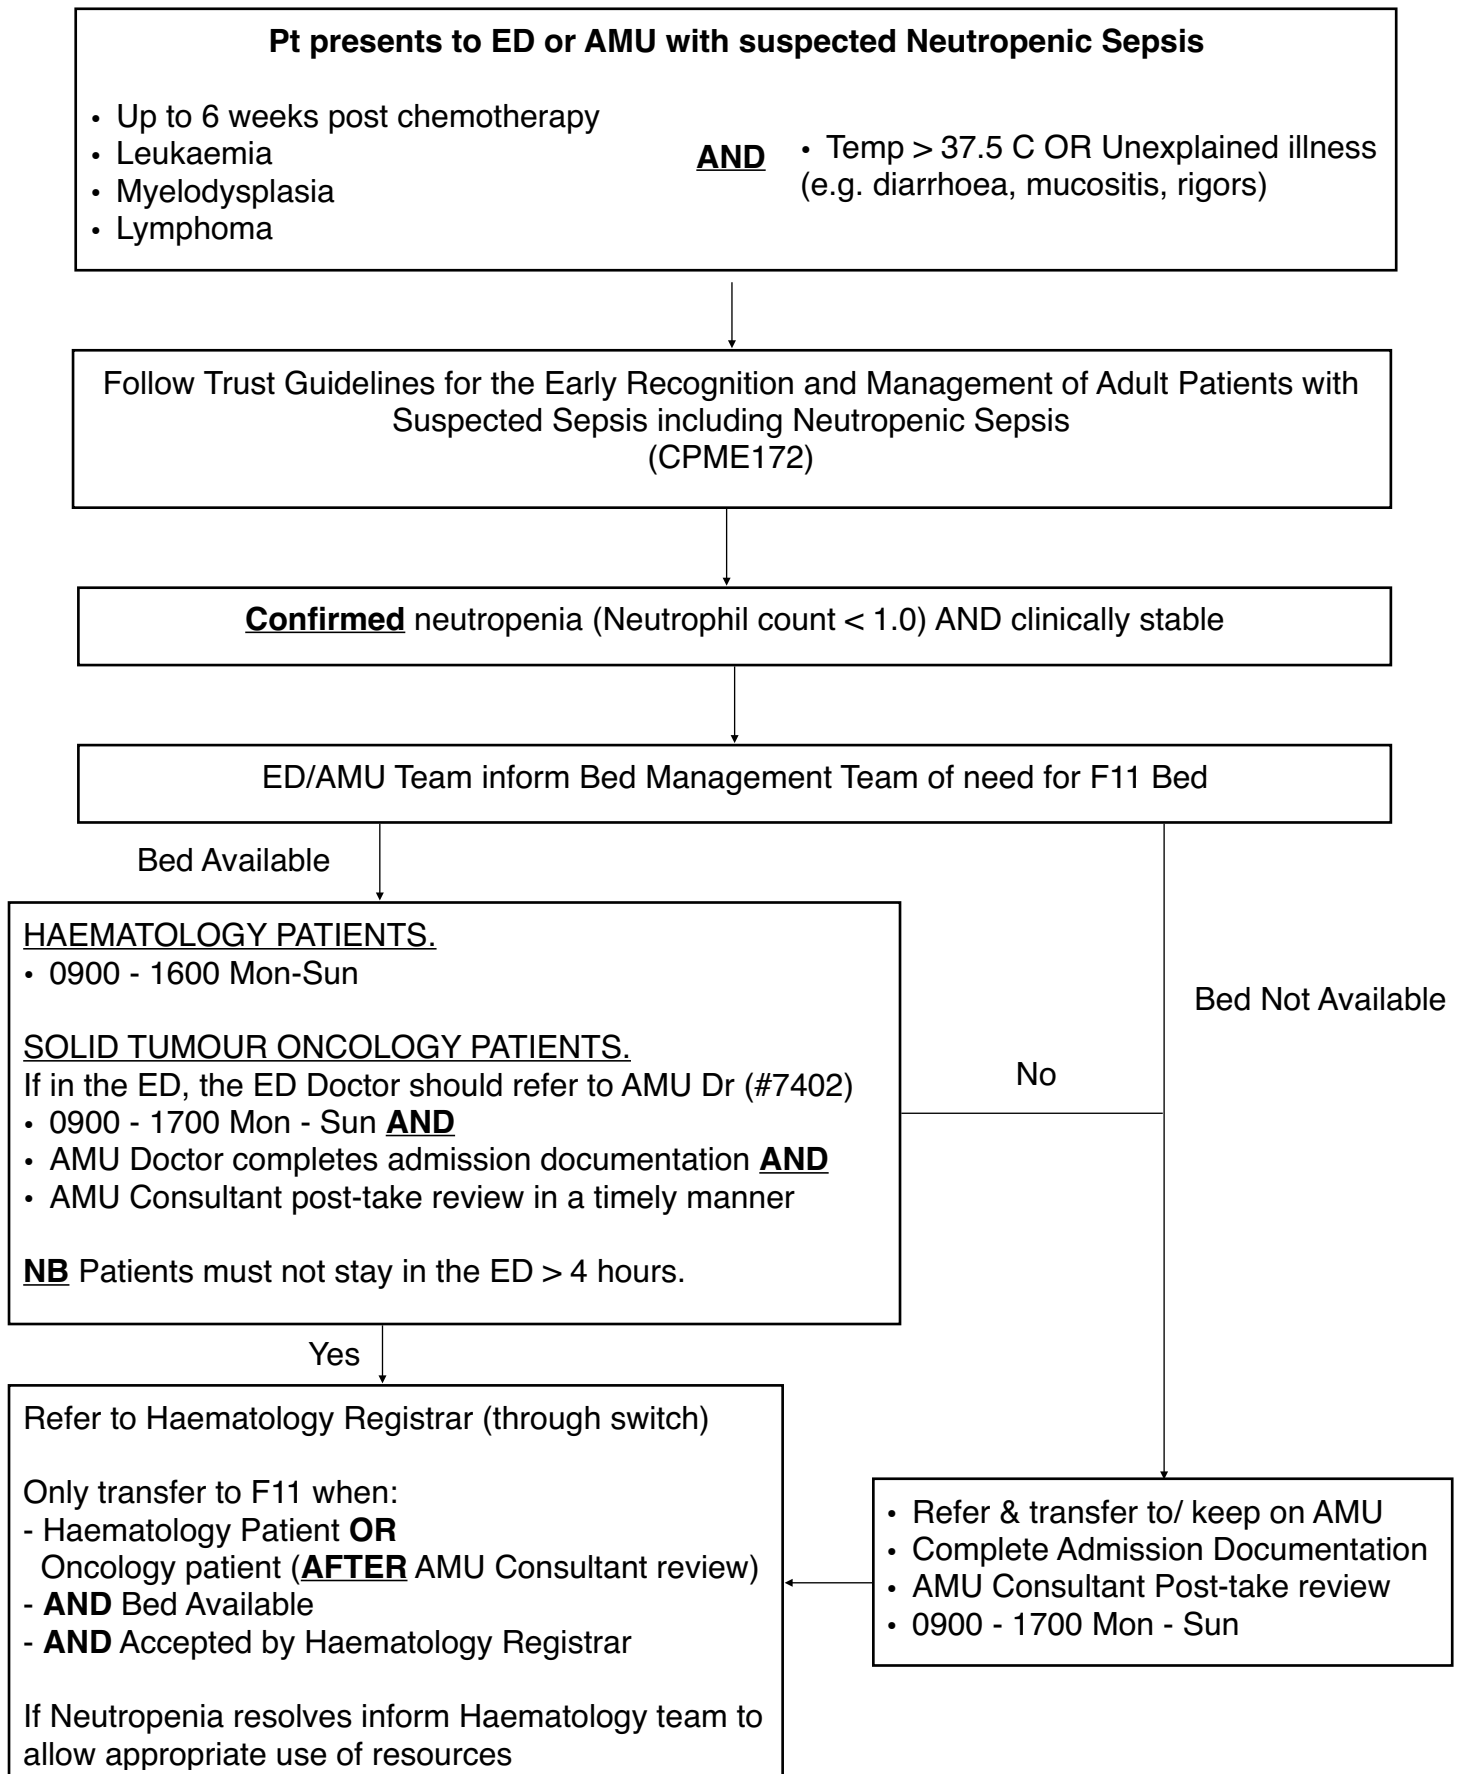 Pt presents to ED or AMU with suspected Neutropenic Sepsis
• Up to 6 weeks post chemotherapy
• Leukaemia
• Myelodysplasia
• Lymphoma
AND
• Temp > 37.5 C OR Unexplained illness
(e.g. diarrhoea, mucositis, rigors)
Follow Trust Guidelines for the Early Recognition and Management of Adult Patients with
Suspected Sepsis including Neutropenic Sepsis
(CPME172)
Confirmed neutropenia (Neutrophil count < 1.0) AND clinically stable
ED/AMU Team inform Bed Management Team of need for F11 Bed
Bed Available
HAEMATOLOGY PATIENTS.
• 0900 - 1600 Mon-Sun
SOLID TUMOUR ONCOLOGY PATIENTS.
If in the ED, the ED Doctor should refer to AMU Dr (#7402)
• 0900 - 1700 Mon - Sun AND
• AMU Doctor completes admission documentation AND
• AMU Consultant post-take review in a timely manner
NB Patients must not stay in the ED > 4 hours.
Bed Not Available
No
Yes
Refer to Haematology Registrar (through switch)
Only transfer to F11 when:
- Haematology Patient OR
Oncology patient (AFTER AMU Consultant review)
- AND Bed Available
- AND Accepted by Haematology Registrar
If Neutropenia resolves inform Haematology team to
allow appropriate use of resources
• Refer & transfer to/ keep on AMU
• Complete Admission Documentation
• AMU Consultant Post-take review
• 0900 - 1700 Mon - Sun